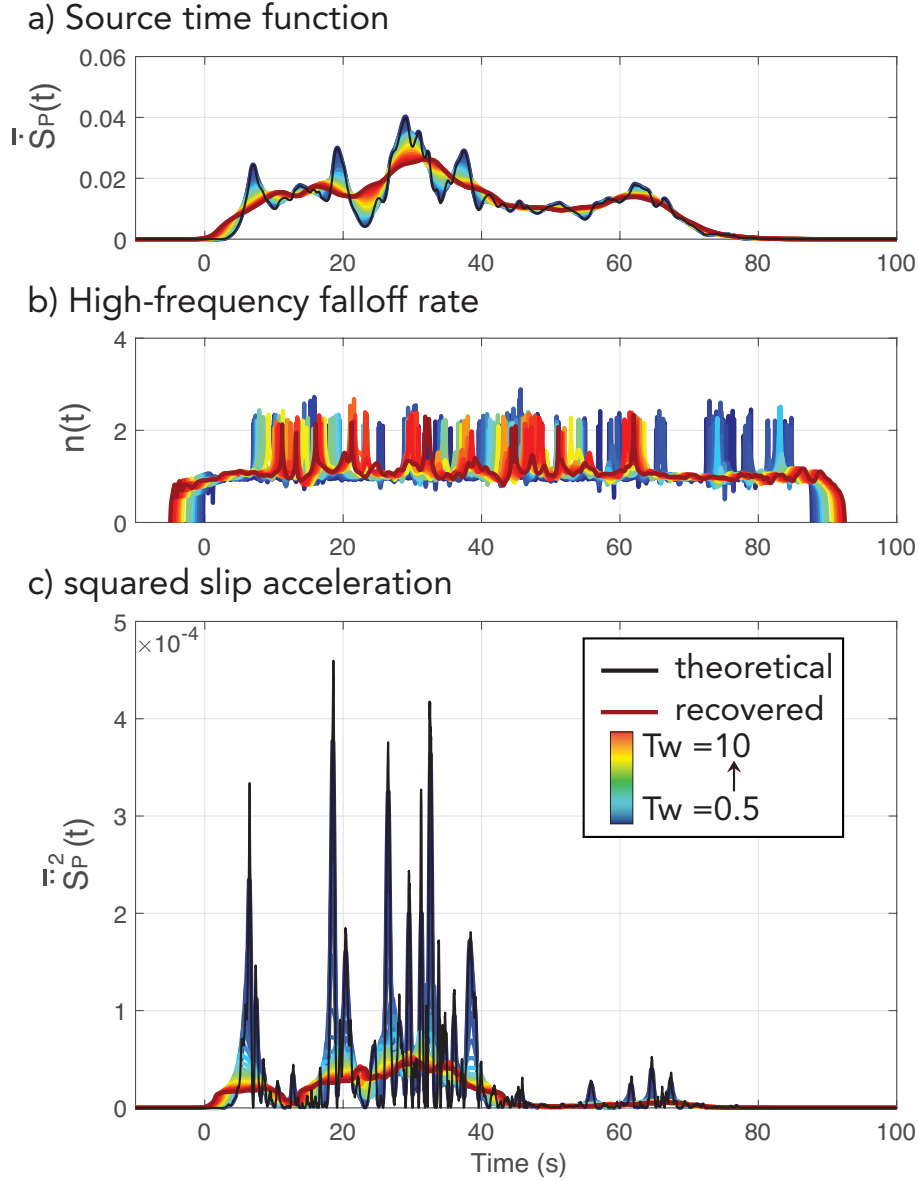 a) Source time function
0.06
0.04
0.02
0
S̅̇P(t)
0 20 40 60 80 100
b) High-frequency falloff rate
4
2
0
n(t)
0 20 40 60 80 100
c) squared slip acceleration
×10⁻⁴
5
4
3
2
1
0
S̅̈P²(t)
theoretical
recovered
Tw =10
Tw =0.5
0 20 40 60 80 100
Time (s)